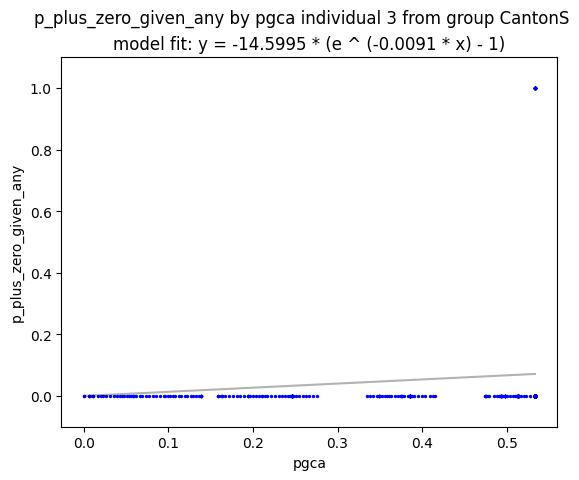 p_plus_zero_given_any by pgca individual 3 from group CantonS
model fit: y = -14.5995 * (e ^ (-0.0091 * x) - 1)
p_plus_zero_given_any
1.0
0.8
0.6
0.4
0.2
0.0
0.0 0.1 0.2 0.3 0.4 0.5
pgca